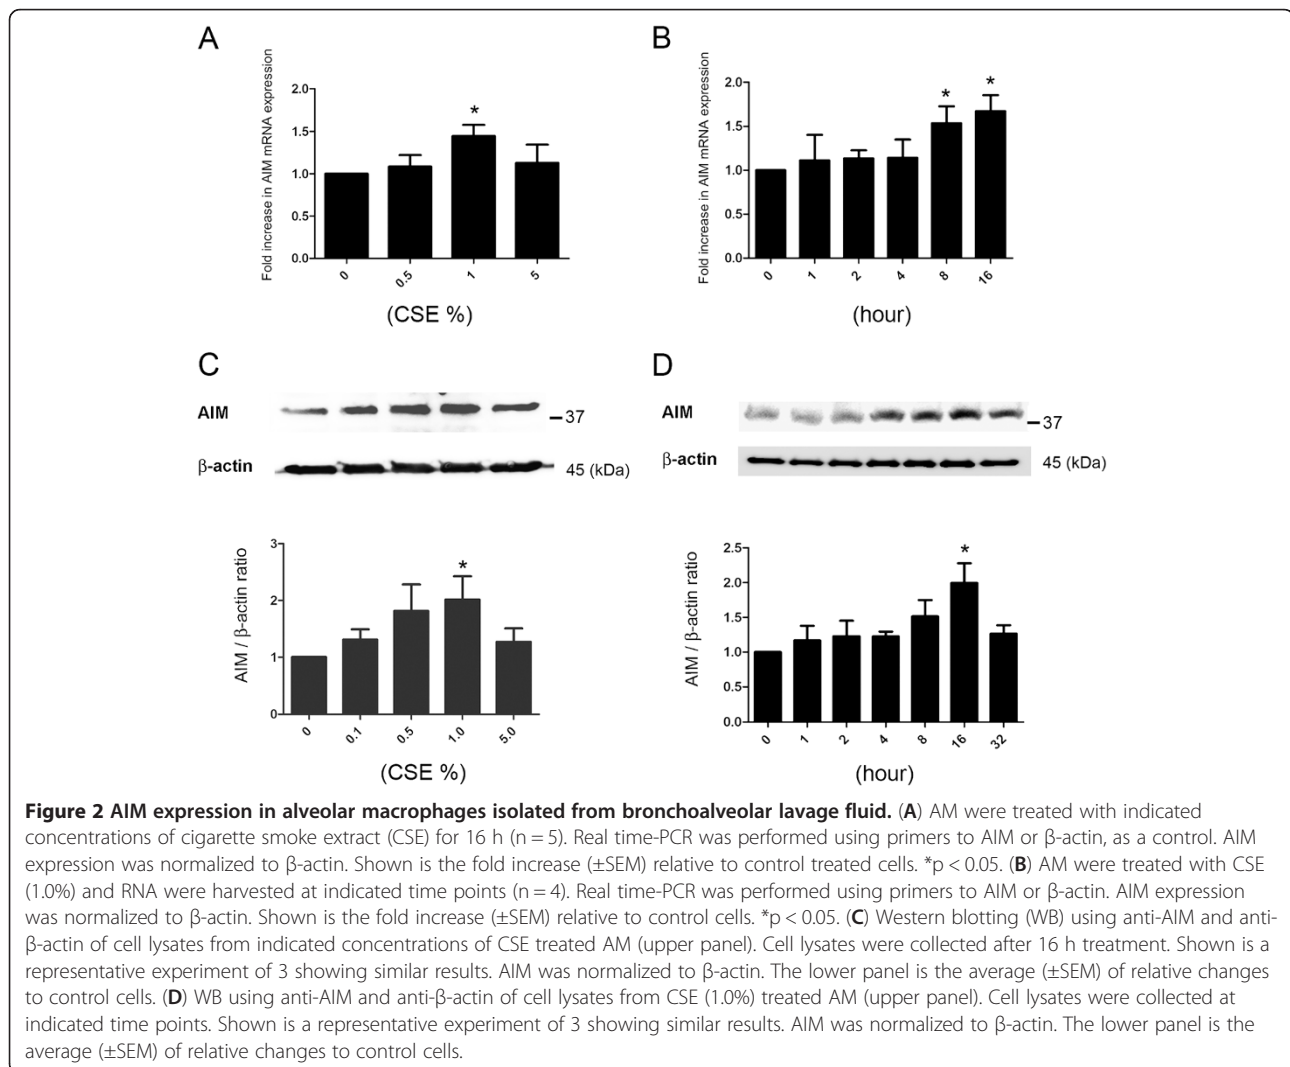 A
Fold increase in AIM mRNA expression
2.0
1.5
1.0
0.5
0.0
*
0 0.5 1 5
(CSE %)
B
Fold increase in AIM mRNA expression
2.0
1.5
1.0
0.5
0.0
* *
0 1 2 4 8 16
(hour)
C
AIM
37
β-actin
45 (kDa)
AIM / β-actin ratio
3
2
1
0
*
0 0.1 0.5 1.0 5.0
(CSE %)
D
AIM
37
β-actin
45 (kDa)
AIM / β-actin ratio
2.5
2.0
1.5
1.0
0.5
0.0
*
0 1 2 4 8 16 32
(hour)
Figure 2 AIM expression in alveolar macrophages isolated from bronchoalveolar lavage fluid. (A) AM were treated with indicated
concentrations of cigarette smoke extract (CSE) for 16 h (n = 5). Real time-PCR was performed using primers to AIM or β-actin, as a control. AIM
expression was normalized to β-actin. Shown is the fold increase (±SEM) relative to control treated cells. *p < 0.05. (B) AM were treated with CSE
(1.0%) and RNA were harvested at indicated time points (n = 4). Real time-PCR was performed using primers to AIM or β-actin. AIM expression
was normalized to β-actin. Shown is the fold increase (±SEM) relative to control cells. *p < 0.05. (C) Western blotting (WB) using anti-AIM and anti-
β-actin of cell lysates from indicated concentrations of CSE treated AM (upper panel). Cell lysates were collected after 16 h treatment. Shown is a
representative experiment of 3 showing similar results. AIM was normalized to β-actin. The lower panel is the average (±SEM) of relative changes
to control cells. (D) WB using anti-AIM and anti-β-actin of cell lysates from CSE (1.0%) treated AM (upper panel). Cell lysates were collected at
indicated time points. Shown is a representative experiment of 3 showing similar results. AIM was normalized to β-actin. The lower panel is the
average (±SEM) of relative changes to control cells.